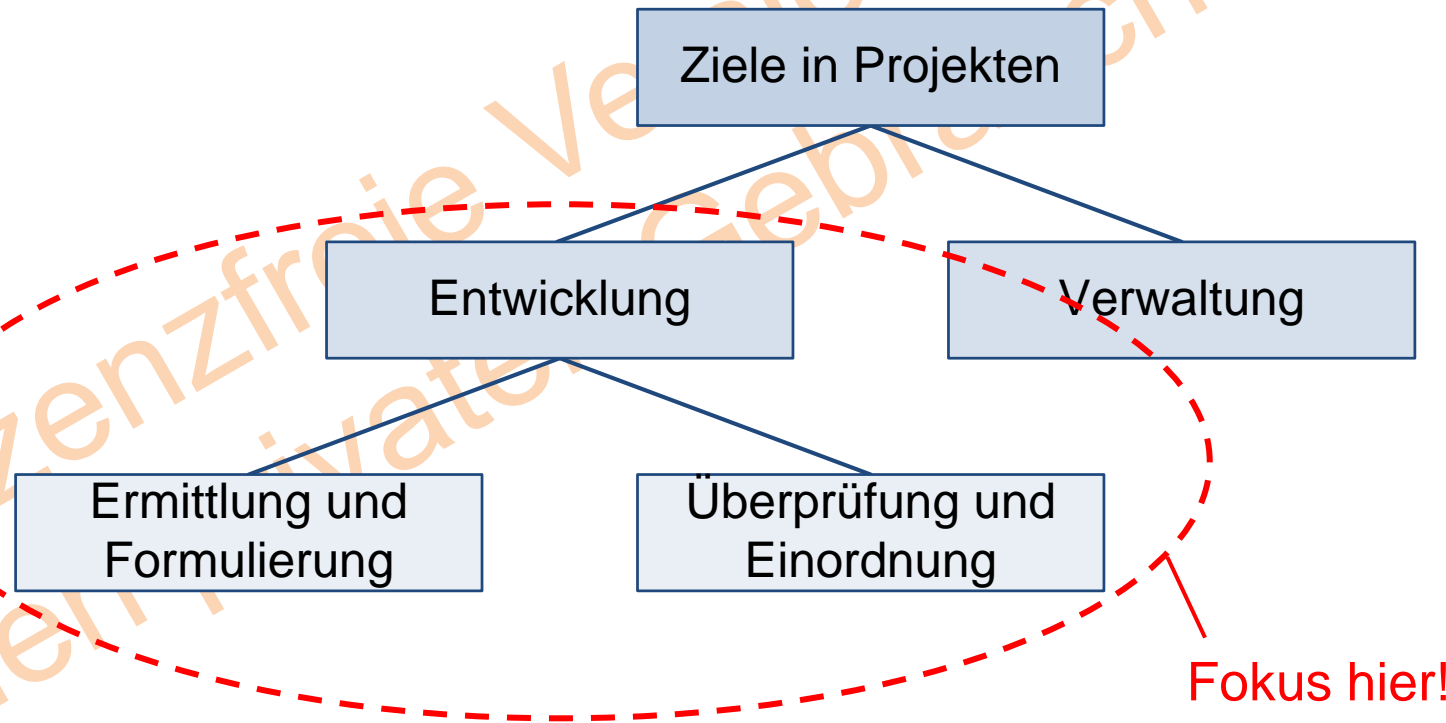 Ziele in Projekten
Entwicklung
Verwaltung
Ermittlung und
Formulierung
Überprüfung und
Einordnung
Fokus hier!